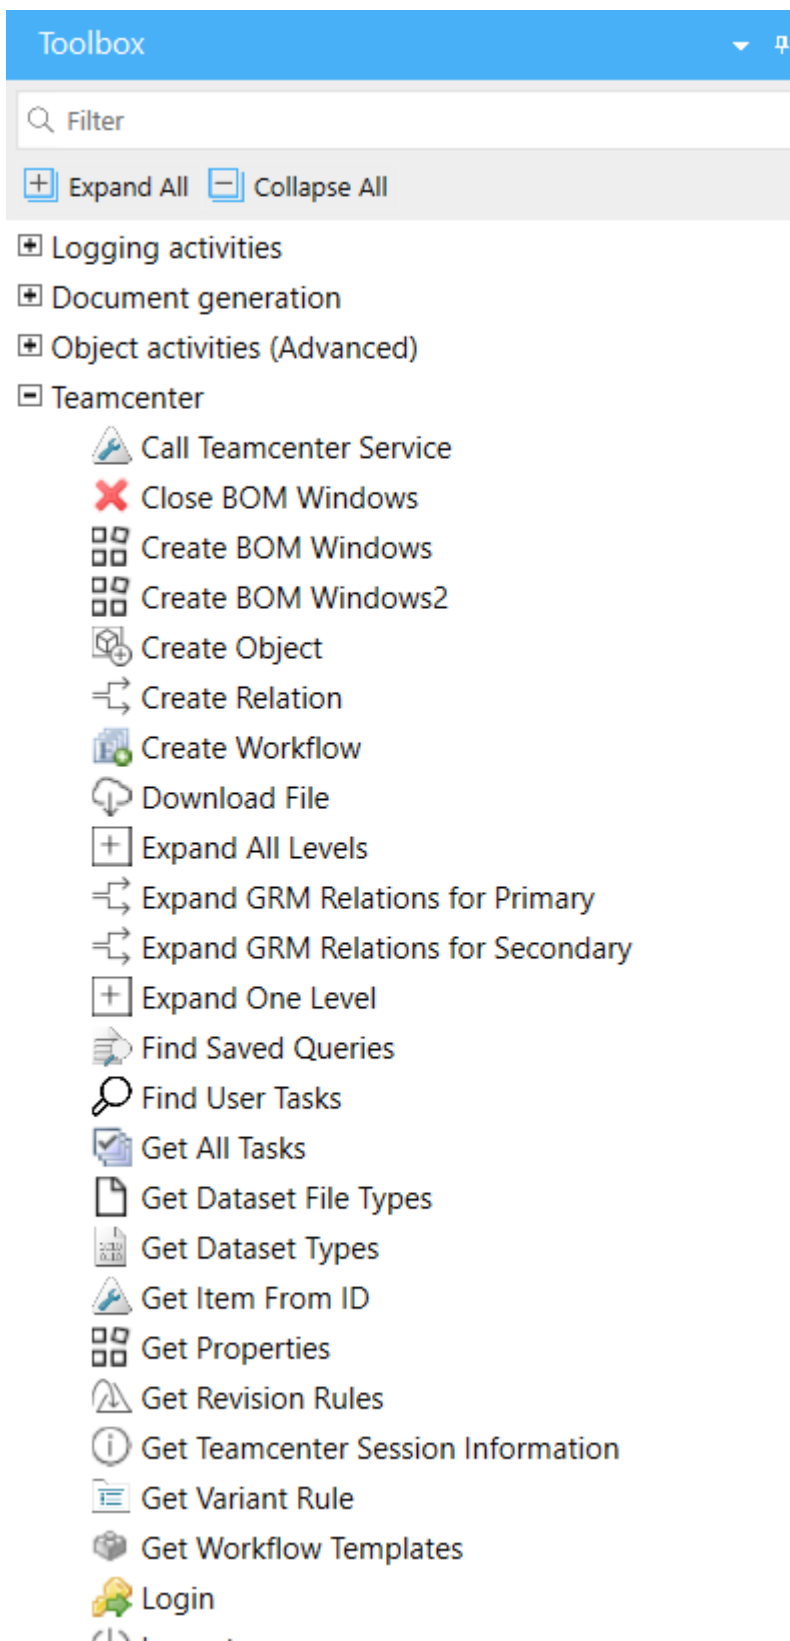 Toolbox
Filter
Expand All Collapse All
Logging activities
Document generation
Object activities (Advanced)
Teamcenter
Call Teamcenter Service
Close BOM Windows
Create BOM Windows
Create BOM Windows2
Create Object
Create Relation
Create Workflow
Download File
Expand All Levels
Expand GRM Relations for Primary
Expand GRM Relations for Secondary
Expand One Level
Find Saved Queries
Find User Tasks
Get All Tasks
Get Dataset File Types
Get Dataset Types
Get Item From ID
Get Properties
Get Revision Rules
Get Teamcenter Session Information
Get Variant Rule
Get Workflow Templates
Login